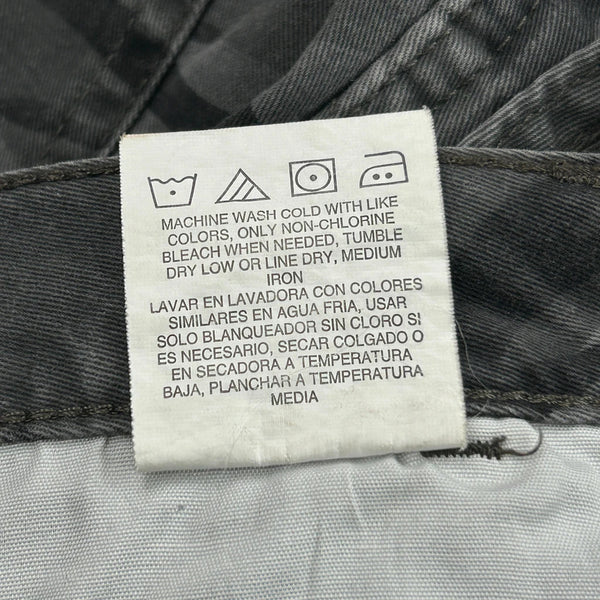 MACHINE WASH COLD WITH LIKE
COLORS, ONLY NON-CHLORINE
BLEACH WHEN NEEDED, TUMBLE
DRY LOW OR LINE DRY, MEDIUM
IRON
LAVAR EN LAVADORA CON COLORES
SIMILARES EN AGUA FRIA, USAR
SOLO BLANQUEADOR SIN CLORO SI
ES NECESARIO, SECAR COLGADO O
EN SECADORA A TEMPERATURA
BAJA, PLANCHAR A TEMPERATURA
MEDIA